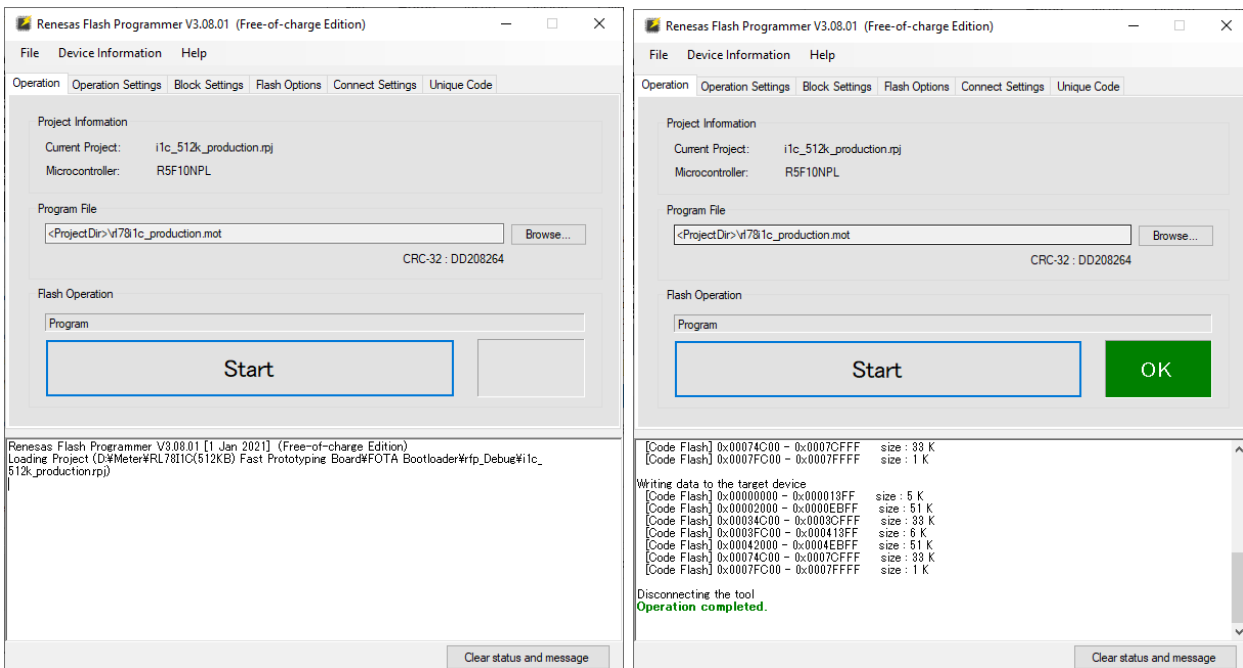 Renesas Flash Programmer V3.08.01 (Free-of-charge Edition)
File Device Information Help
Operation Operation Settings Block Settings Flash Options Connect Settings Unique Code
Project Information
Current Project: i1c_512k_production.rpj
Microcontroller: R5F10NPL
Program File
<ProjectDir>\rl78i1c_production.mot
Browse...
CRC-32 : DD208264
Flash Operation
Program
Start
Renesas Flash Programmer V3.08.01 [1 Jan 2021] (Free-of-charge Edition)
Loading Project (D:¥Meter¥RL78I1C(512KB) Fast Prototyping Board¥FOTA Bootloader¥rfp_Debug¥i1c_
512k_production.rpj)
Clear status and message
Renesas Flash Programmer V3.08.01 (Free-of-charge Edition)
File Device Information Help
Operation Operation Settings Block Settings Flash Options Connect Settings Unique Code
Project Information
Current Project: i1c_512k_production.rpj
Microcontroller: R5F10NPL
Program File
<ProjectDir>\rl78i1c_production.mot
Browse...
CRC-32 : DD208264
Flash Operation
Program
Start
OK
[Code Flash] 0x00074C00 - 0x0007CFFF size : 33 K
[Code Flash] 0x0007FC00 - 0x0007FFFF size : 1 K
Writing data to the target device
[Code Flash] 0x00000000 - 0x000013FF size : 5 K
[Code Flash] 0x00002000 - 0x0000EBFF size : 51 K
[Code Flash] 0x00034C00 - 0x0003CFFF size : 33 K
[Code Flash] 0x0003FC00 - 0x000413FF size : 6 K
[Code Flash] 0x00042000 - 0x0004EBFF size : 51 K
[Code Flash] 0x00074C00 - 0x0007CFFF size : 33 K
[Code Flash] 0x0007FC00 - 0x0007FFFF size : 1 K
Disconnecting the tool
Operation completed.
Clear status and message